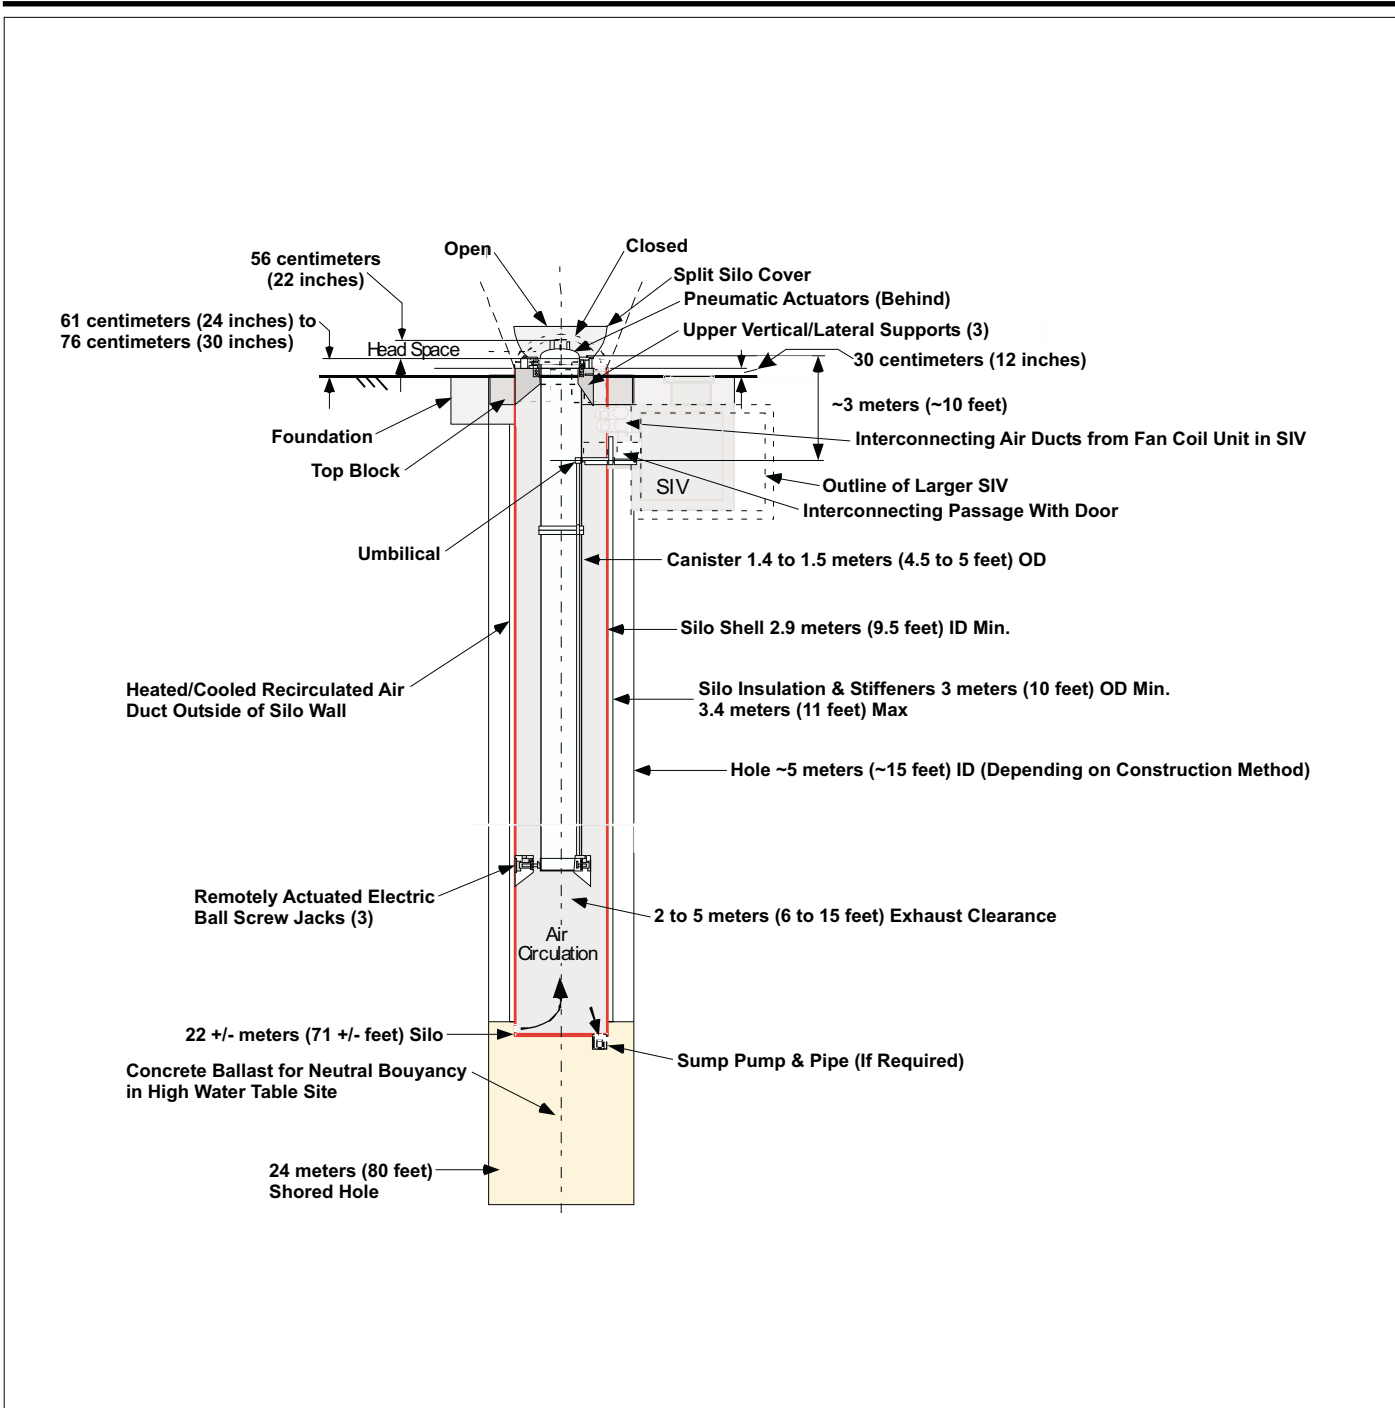 Open
Closed
56 centimeters
(22 inches)
Split Silo Cover
Pneumatic Actuators (Behind)
61 centimeters (24 inches) to
76 centimeters (30 inches)
Upper Vertical/Lateral Supports (3)
Head Space
30 centimeters (12 inches)
~3 meters (~10 feet)
Foundation
Interconnecting Air Ducts from Fan Coil Unit in SIV
Top Block
SIV
Outline of Larger SIV
Interconnecting Passage With Door
Umbilical
Canister 1.4 to 1.5 meters (4.5 to 5 feet) OD
Silo Shell 2.9 meters (9.5 feet) ID Min.
Heated/Cooled Recirculated Air
Duct Outside of Silo Wall
Silo Insulation & Stiffeners 3 meters (10 feet) OD Min.
3.4 meters (11 feet) Max
Hole ~5 meters (~15 feet) ID (Depending on Construction Method)
Remotely Actuated Electric
Ball Screw Jacks (3)
2 to 5 meters (6 to 15 feet) Exhaust Clearance
Air
Circulation
22 +/- meters (71 +/- feet) Silo
Sump Pump & Pipe (If Required)
Concrete Ballast for Neutral Bouyancy
in High Water Table Site
24 meters (80 feet)
Shored Hole